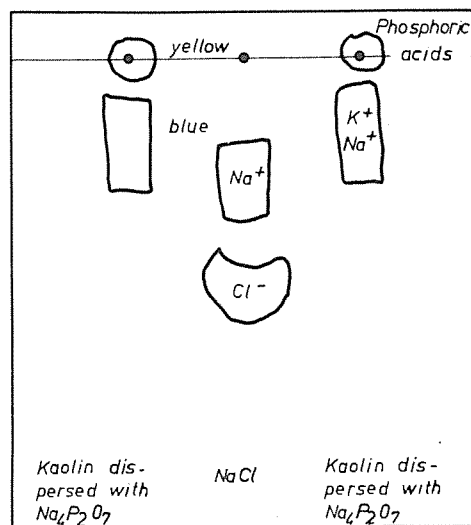 Phosphoric
yellow
acids
blue
K+
Na+
Na+
Cl-
Kaolin dis-
persed with
Na4P2O7
NaCl
Kaolin dis-
persed with
Na4P2O7